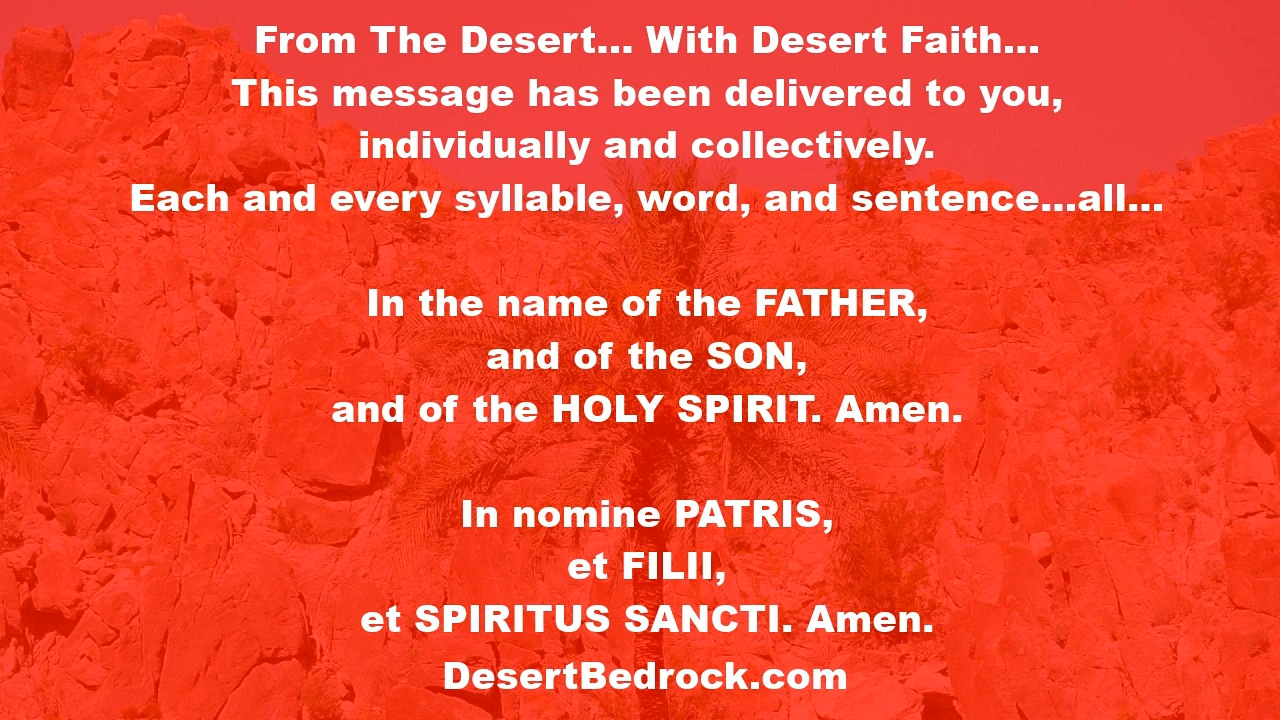 From The Desert... With Desert Faith...
This message has been delivered to you,
individually and collectively.
Each and every syllable, word, and sentence...all...
In the name of the FATHER,
and of the SON,
and of the HOLY SPIRIT. Amen.
In nomine PATRIS,
et FILII,
et SPIRITUS SANCTI. Amen.
DesertBedrock.com